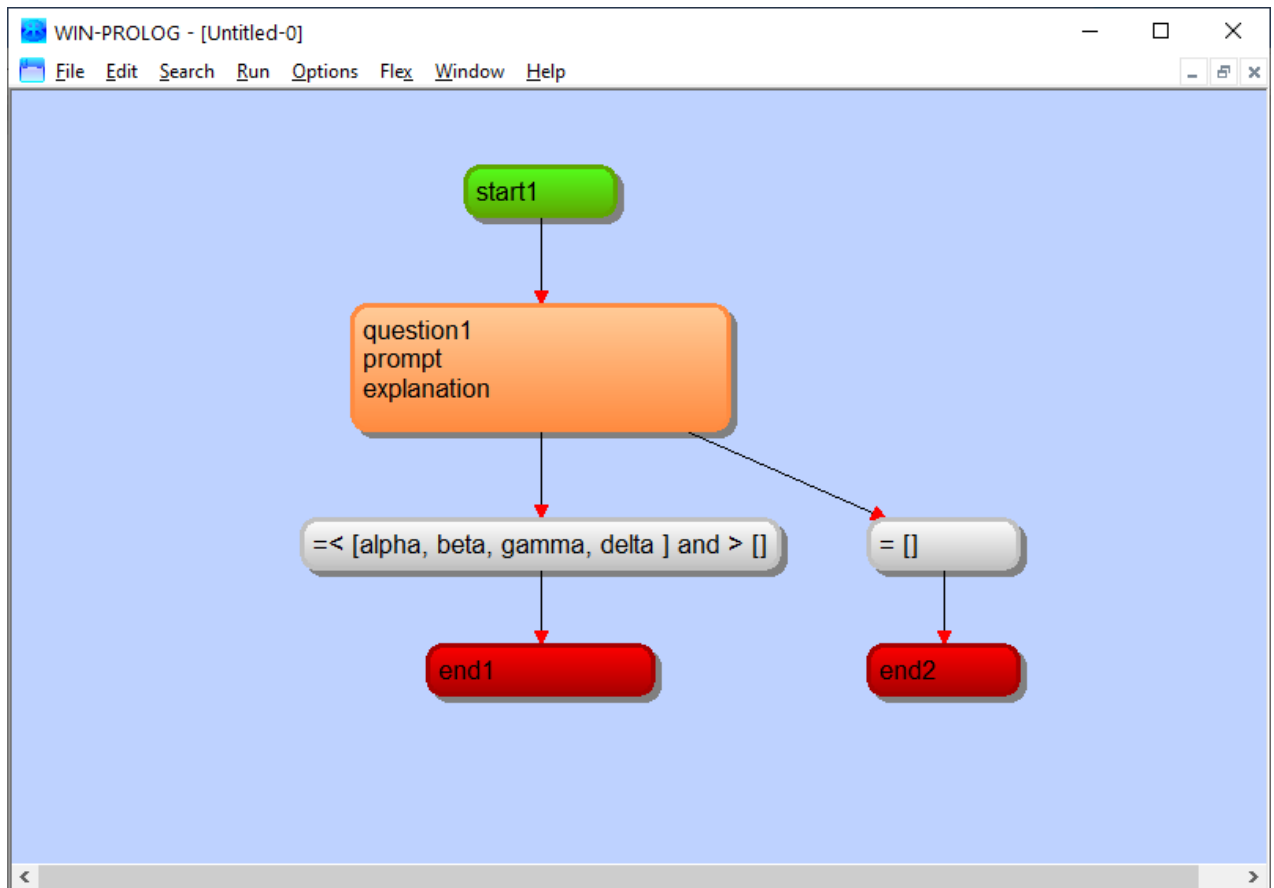 WIN-PROLOG - [Untitled-0]
File Edit Search Run Options Flex Window Help
start1
question1
prompt
explanation
=< [alpha, beta, gamma, delta ] and > []
= []
end1
end2